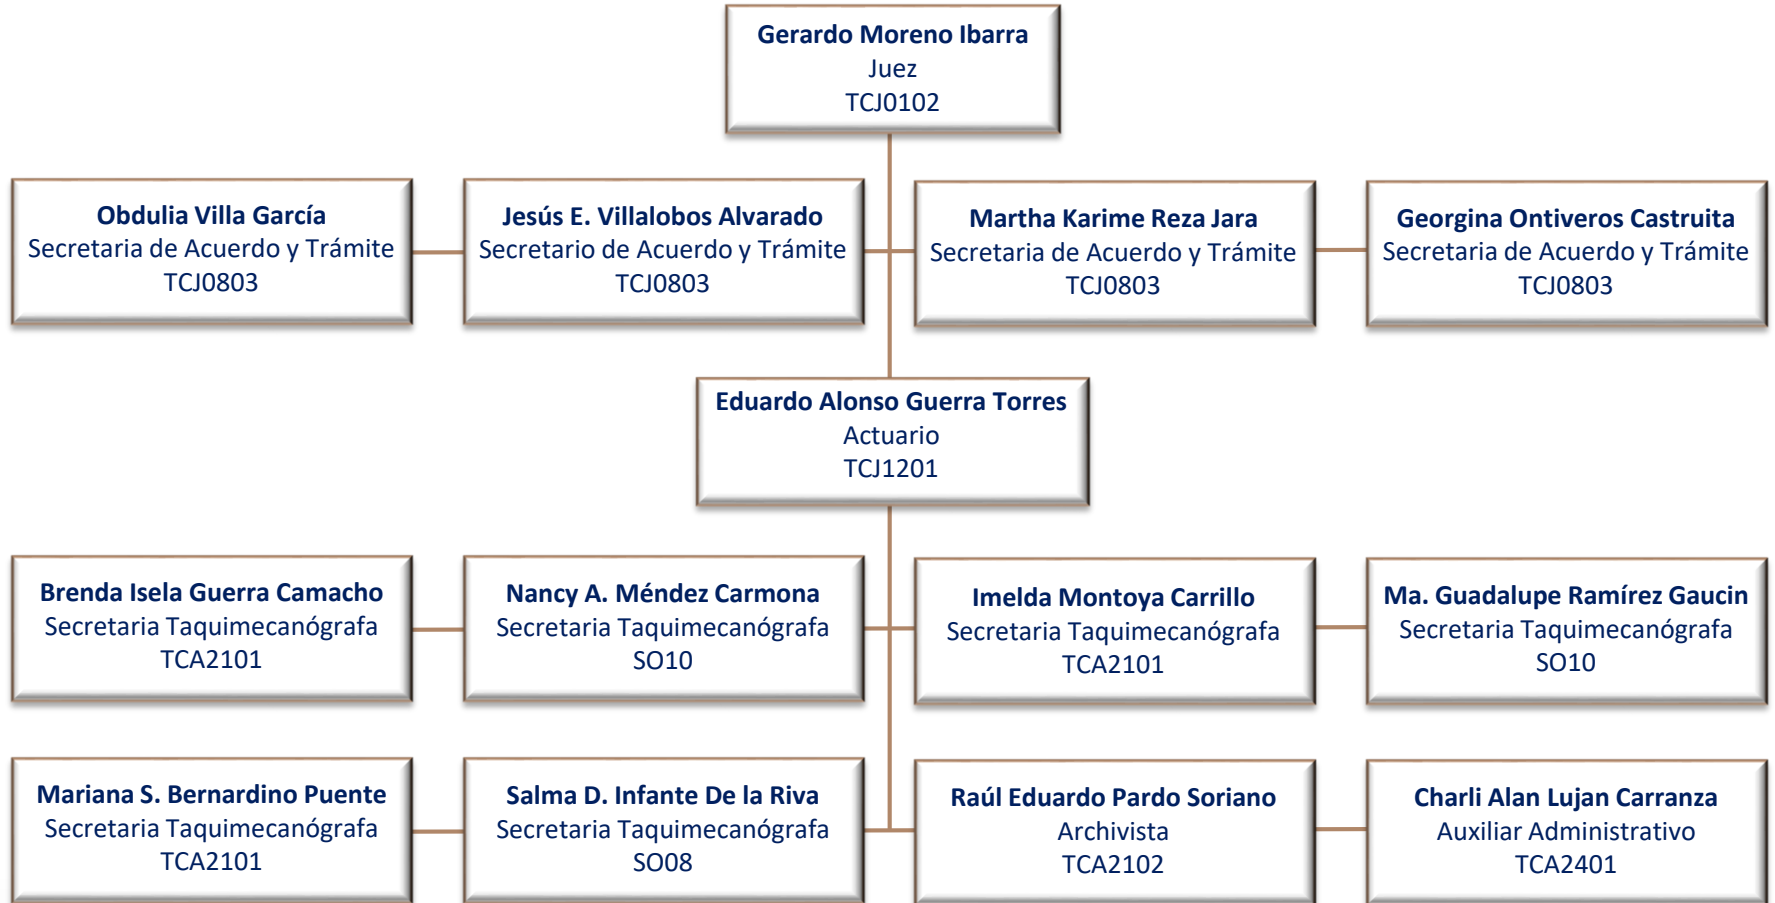 Gerardo Moreno Ibarra
Juez
TCJ0102
Obdulia Villa García
Secretaria de Acuerdo y Trámite
TCJ0803
Jesús E. Villalobos Alvarado
Secretario de Acuerdo y Trámite
TCJ0803
Martha Karime Reza Jara
Secretaria de Acuerdo y Trámite
TCJ0803
Georgina Ontiveros Castruita
Secretaria de Acuerdo y Trámite
TCJ0803
Eduardo Alonso Guerra Torres
Actuario
TCJ1201
Brenda Isela Guerra Camacho
Secretaria Taquimecanógrafa
TCA2101
Nancy A. Méndez Carmona
Secretaria Taquimecanógrafa
SO10
Imelda Montoya Carrillo
Secretaria Taquimecanógrafa
TCA2101
Ma. Guadalupe Ramírez Gaucin
Secretaria Taquimecanógrafa
SO10
Mariana S. Bernardino Puente
Secretaria Taquimecanógrafa
TCA2101
Salma D. Infante De la Riva
Secretaria Taquimecanógrafa
SO08
Raúl Eduardo Pardo Soriano
Archivista
TCA2102
Charli Alan Lujan Carranza
Auxiliar Administrativo
TCA2401